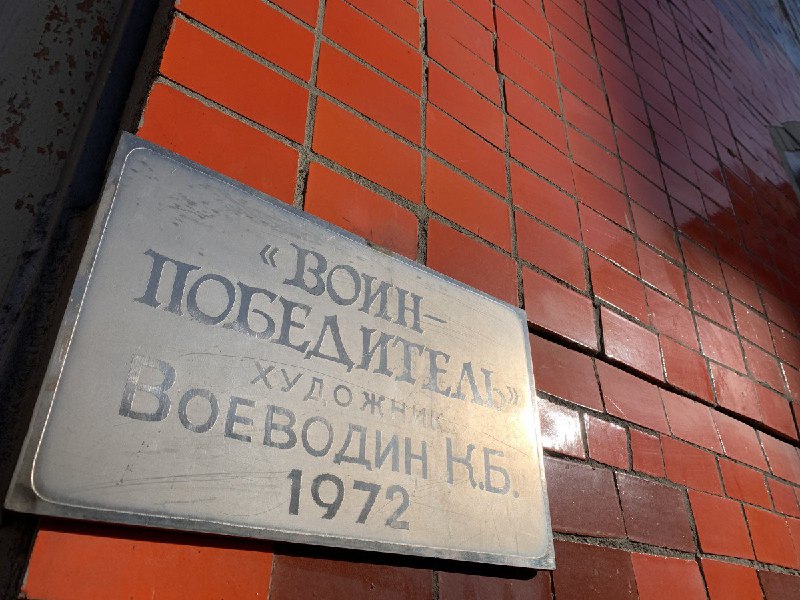 «ВОИН–
ПОБЕДИТЕЛЬ»
ХУДОЖНИК
ВОЕВОДИН К.Б.
1972